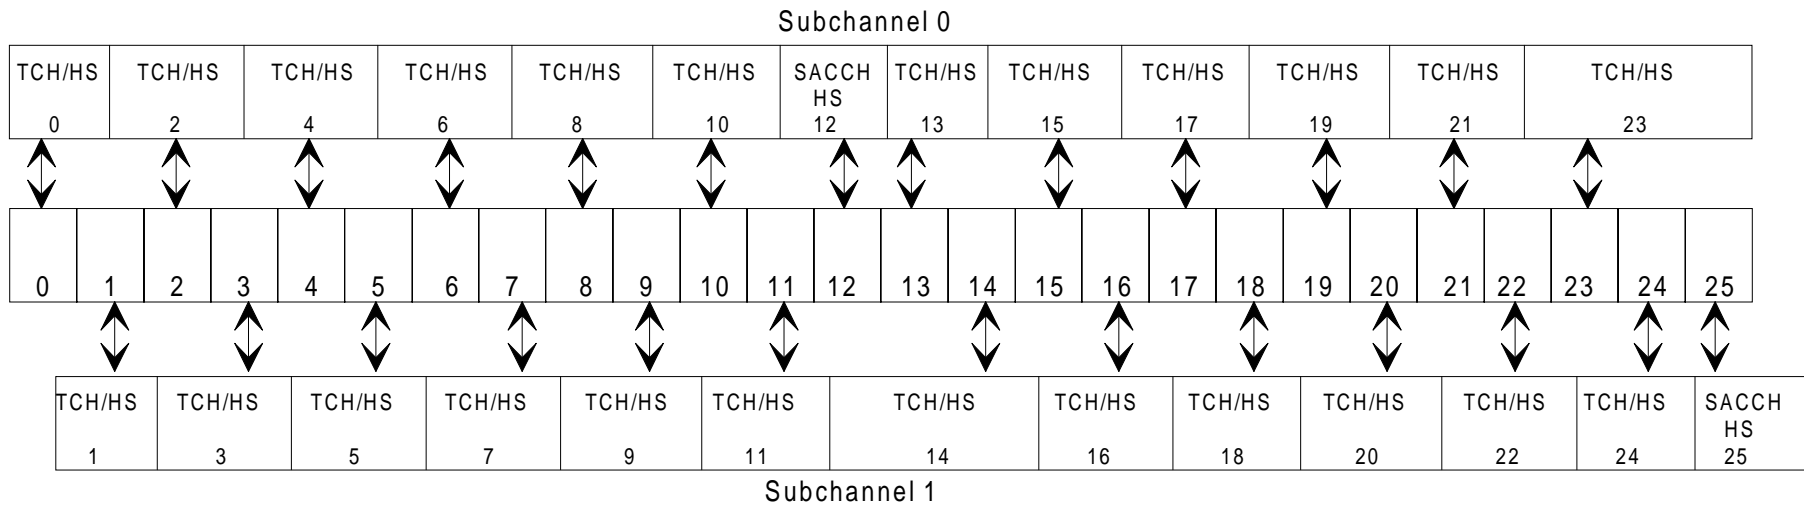 Subchannel 0
TCH/HS TCH/HS TCH/HS TCH/HS TCH/HS TCH/HS SACCH TCH/HS TCH/HS TCH/HS TCH/HS TCH/HS TCH/HS
HS
0 2 4 6 8 10 12 13 15 17 19 21 23
0 1 2 3 4 5 6 7 8 9 10 11 12 13 14 15 16 17 18 19 20 21 22 23 24 25
TCH/HS TCH/HS TCH/HS TCH/HS TCH/HS TCH/HS TCH/HS TCH/HS TCH/HS TCH/HS TCH/HS TCH/HS SACCH
HS
1 3 5 7 9 11 14 16 18 20 22 24 25
Subchannel 1